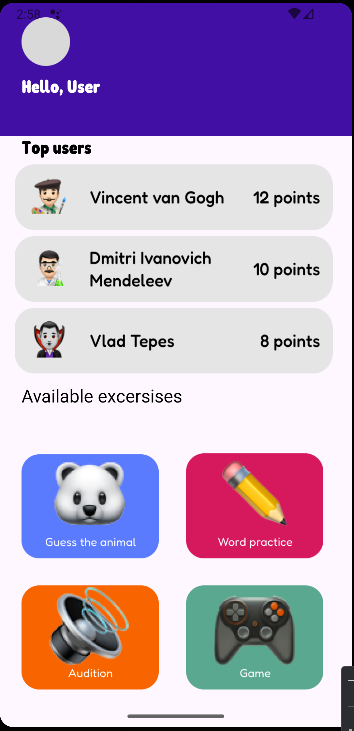 2:58
Hello, User
Top users
Vincent van Gogh 12 points
Dmitri Ivanovich
Mendeleev 10 points
Vlad Tepes 8 points
Available excersises
Guess the animal Word practice
Audition Game